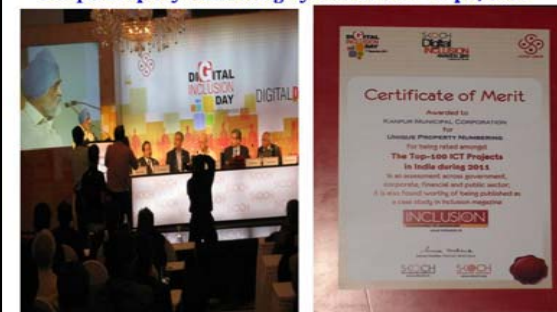 DIGITAL
INCLUSION
DAY
DIGITAL
DIGITAL
INCLUSION
DAY
SKOCH
Digital
INCLUSION
Certificate of Merit
Awarded to
KANPUR MUNICIPAL CORPORATION
for
UNIQUE PROPERTY NUMBERING
for being rated amongst
The Top-100 ICT Projects
in India during 2011
in an assessment across government,
corporate, financial and public sector;
it is also found worthy of being published as
a case study in Inclusion magazine
INCLUSION
SKOCH
SKOCH